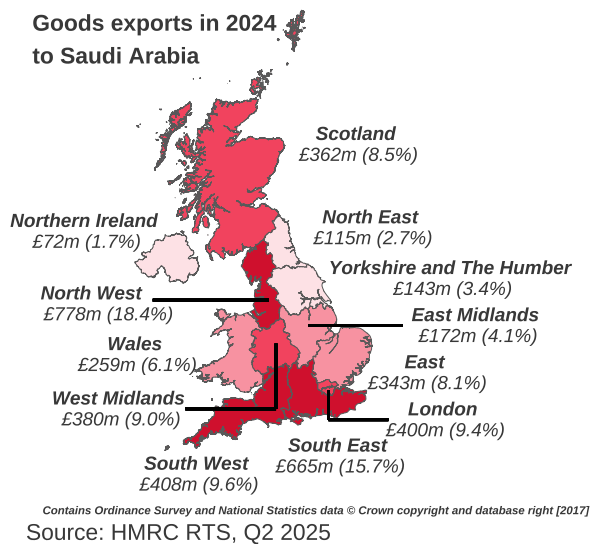 Goods exports in 2024
to Saudi Arabia
Scotland
£362m (8.5%)
Northern Ireland
£72m (1.7%)
North East
£115m (2.7%)
Yorkshire and The Humber
£143m (3.4%)
North West
£778m (18.4%)
East Midlands
£172m (4.1%)
Wales
£259m (6.1%)
East
£343m (8.1%)
West Midlands
£380m (9.0%)
London
£400m (9.4%)
South East
£665m (15.7%)
South West
£408m (9.6%)
Contains Ordinance Survey and National Statistics data © Crown copyright and database right [2017]
Source: HMRC RTS, Q2 2025